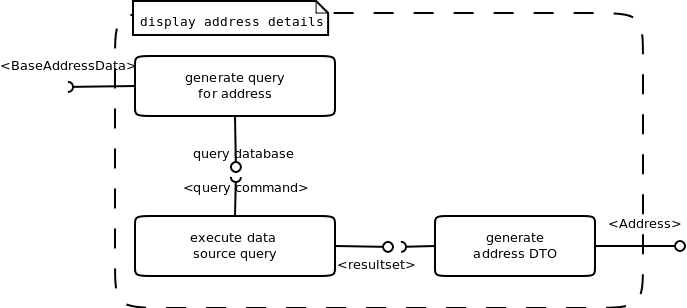 display address details
<BaseAddressData>
generate query
for address
query database
<query command>
execute data
source query
<resultset>
generate
address DTO
<Address>